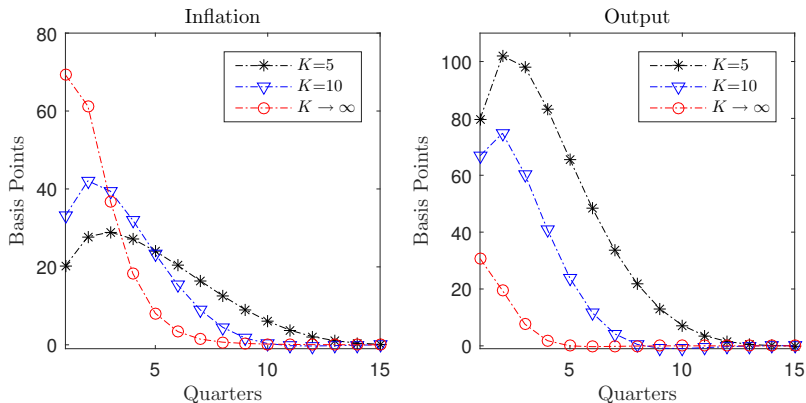 Inflation
80
60
40
20
0
5
10
15
Basis Points
Quarters
K=5
K=10
K → ∞
Output
100
80
60
40
20
0
5
10
15
Basis Points
Quarters
K=5
K=10
K → ∞